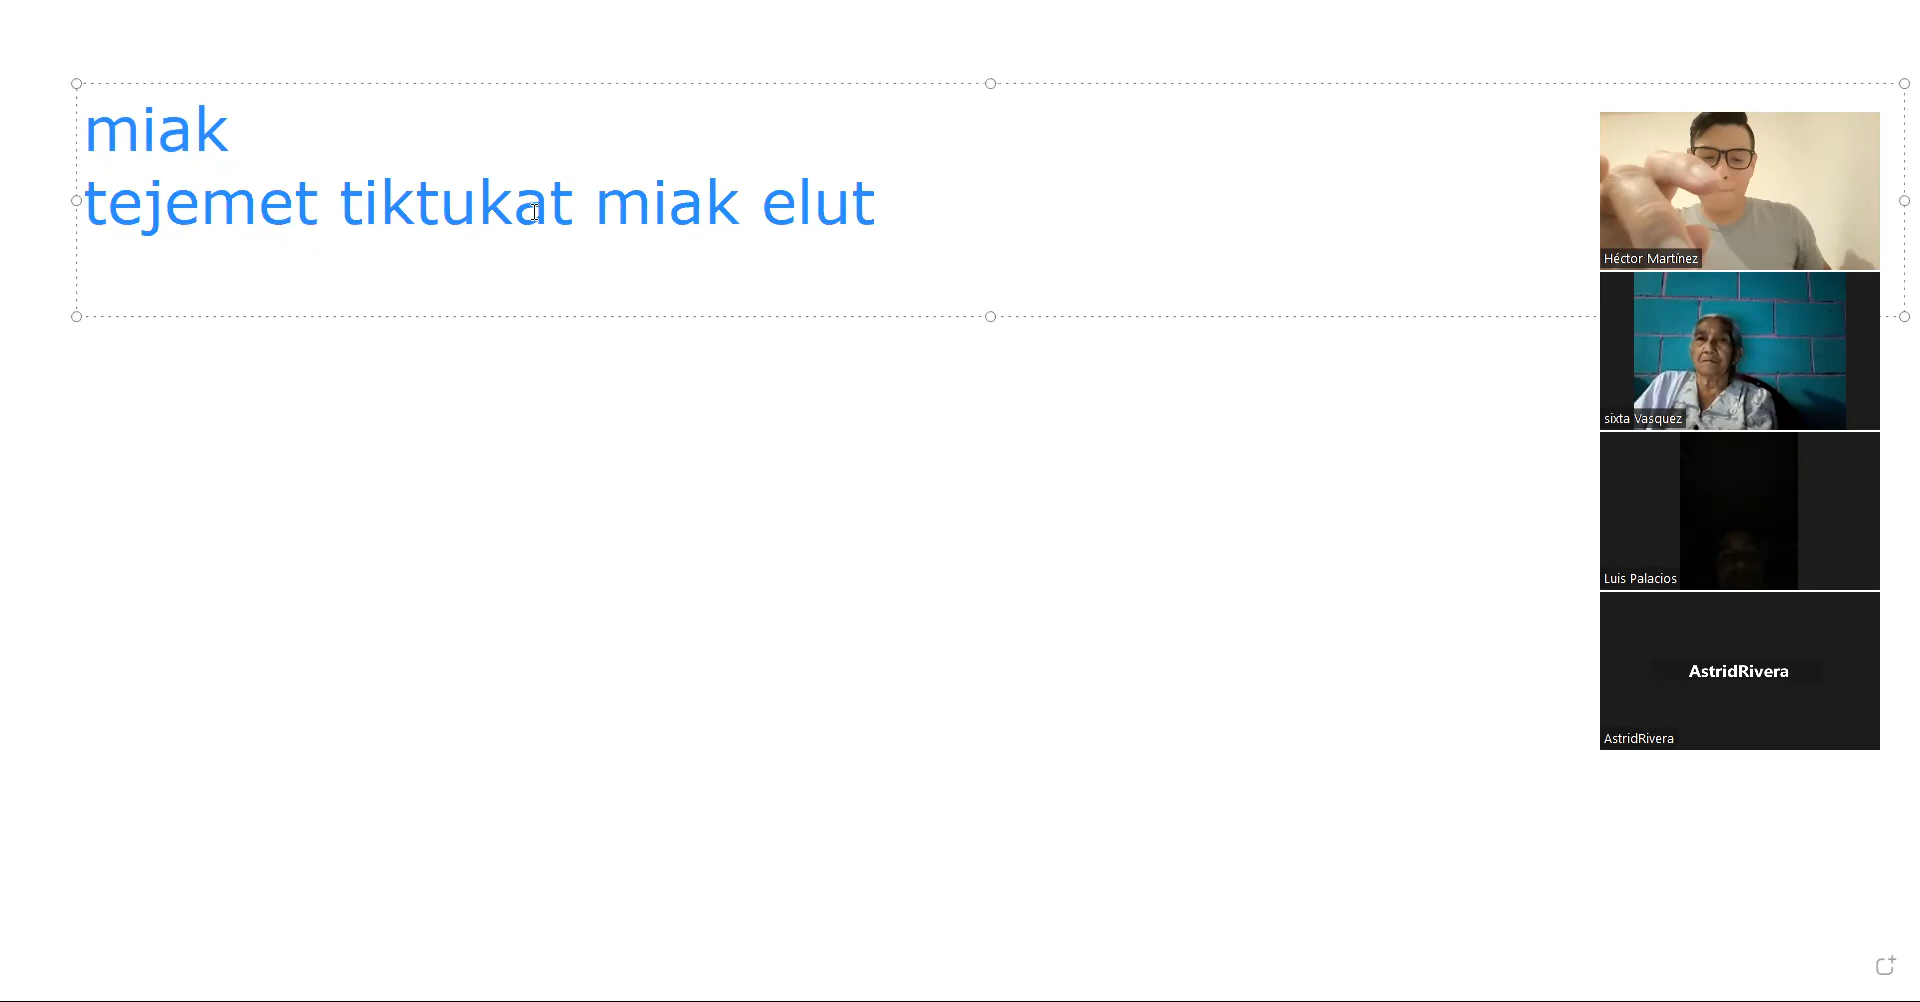 miak
tejemet tiktukat miak elut
Héctor Martínez
sixta Vasquez
Luis Palacios
AstridRivera
AstridRivera